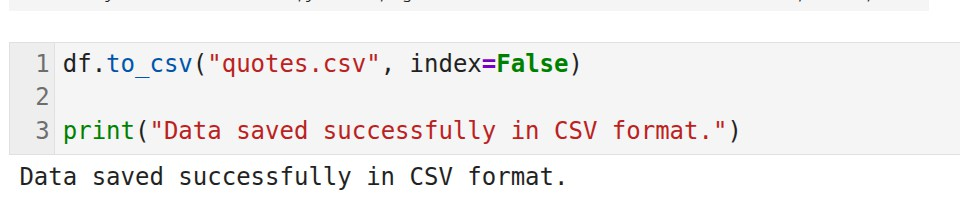 1 df.to_csv("quotes.csv", index=False)
2
3 print("Data saved successfully in CSV format.")
Data saved successfully in CSV format.